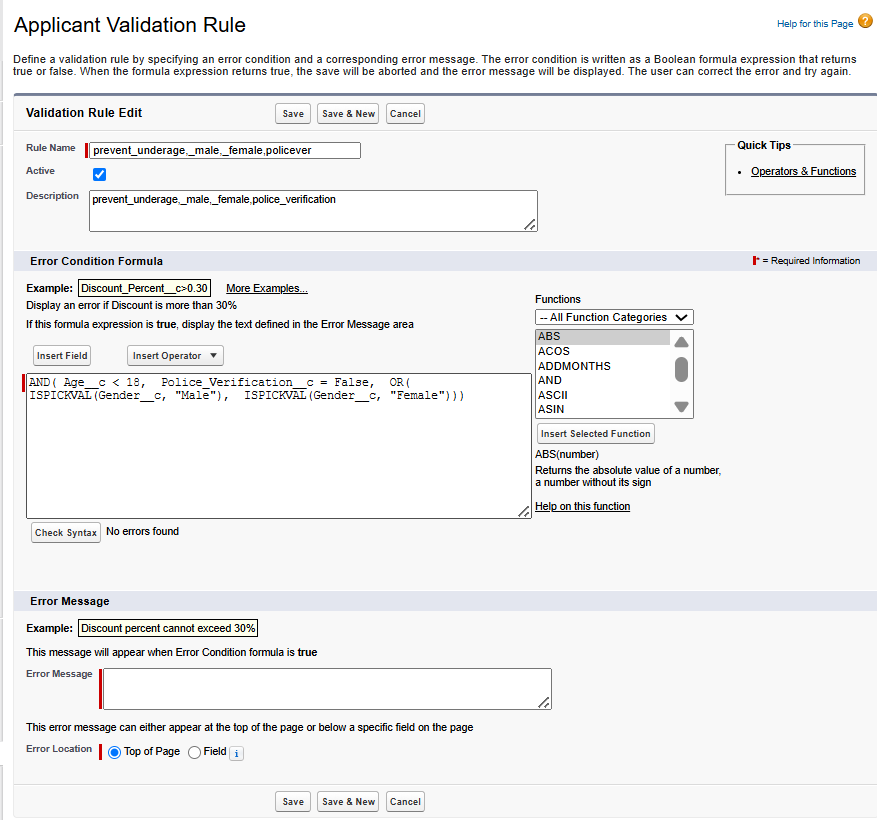 Applicant Validation Rule
Help for this Page ?
Define a validation rule by specifying an error condition and a corresponding error message. The error condition is written as a Boolean formula expression that returns
true or false. When the formula expression returns true, the save will be aborted and the error message will be displayed. The user can correct the error and try again.
Validation Rule Edit
Save
Save & New
Cancel
Rule Name
prevent_underage,_male,_female,policever
Active
Description
prevent_underage,_male,_female,police_verification
Quick Tips
• Operators & Functions
Error Condition Formula
* = Required Information
Example:
Discount_Percent__c>0.30
More Examples...
Display an error if Discount is more than 30%
If this formula expression is true, display the text defined in the Error Message area
Insert Field
Insert Operator
AND( Age__c < 18,  Police_Verification__c = False,  OR(
ISPICKVAL(Gender__c, "Male"),  ISPICKVAL(Gender__c, "Female")))
Functions
-- All Function Categories
ABS
ACOS
ADDMONTHS
AND
ASCII
ASIN
Insert Selected Function
ABS(number)
Returns the absolute value of a number,
a number without its sign
Help on this function
Check Syntax
No errors found
Error Message
Example:
Discount percent cannot exceed 30%
This message will appear when Error Condition formula is true
Error Message
This error message can either appear at the top of the page or below a specific field on the page
Error Location
Top of Page
Field
i
Save
Save & New
Cancel